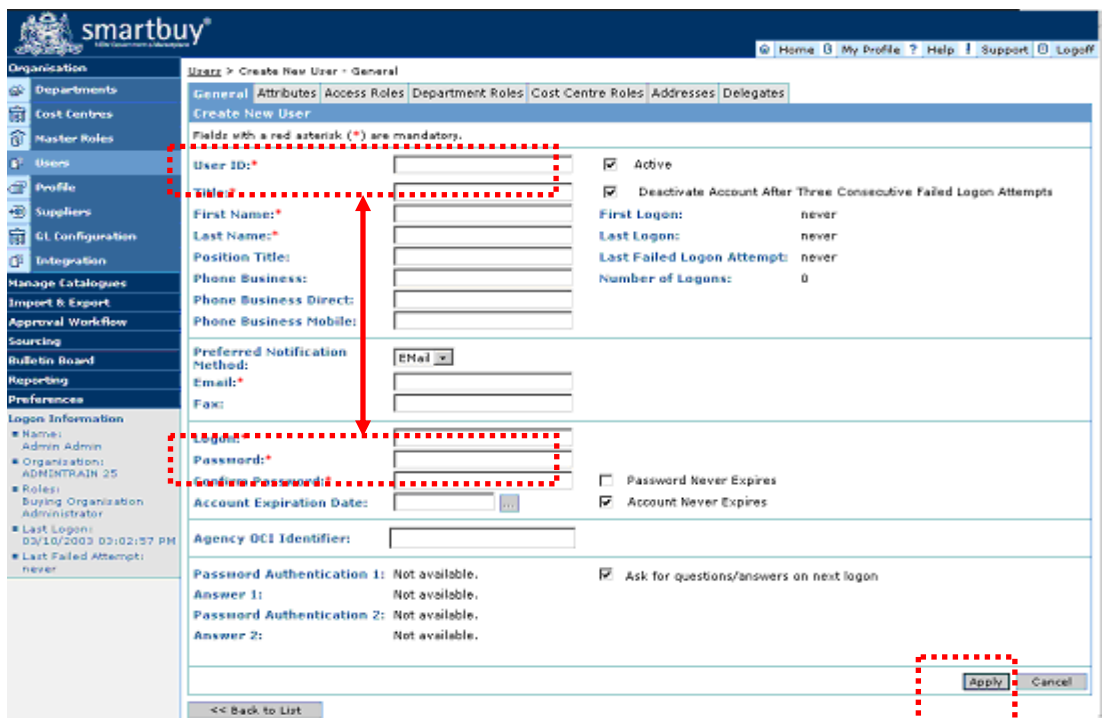 smartbuy®
Home My Profile ? Help ! Support Logoff
Organisation
Departments
Cost Centres
Master Roles
Users
Profile
Suppliers
GL Configuration
Integration
Manage Catalogues
Import & Export
Approval Workflow
Sourcing
Bulletin Board
Reporting
Preferences
Logon Information
Name:
Admin Admin
Organisation:
ADMINTRAIN 25
Roles:
Buying Organisation
Administrator
Last Logon:
03/10/2003 03:02:57 PM
Last Failed Attempt:
never
Users > Create New User - General
General Attributes Access Roles Department Roles Cost Centre Roles Addresses Delegates
Create New User
Fields with a red asterisk (*) are mandatory.
User ID:* Active
Title:* Deactivate Account After Three Consecutive Failed Logon Attempts
First Name:* First Logon: never
Last Name:* Last Logon: never
Position Title: Last Failed Logon Attempt: never
Phone Business: Number of Logons: 0
Phone Business Direct:
Phone Business Mobile:
Preferred Notification
Method: EMail
Email:*
Fax:
Logon:*
Password:*
Confirm Password:* Password Never Expires
Account Expiration Date: ... Account Never Expires
Agency OCI Identifier:
Password Authentication 1: Not available. Ask for questions/answers on next logon
Answer 1: Not available.
Password Authentication 2: Not available.
Answer 2: Not available.
Apply Cancel
<< Back to List